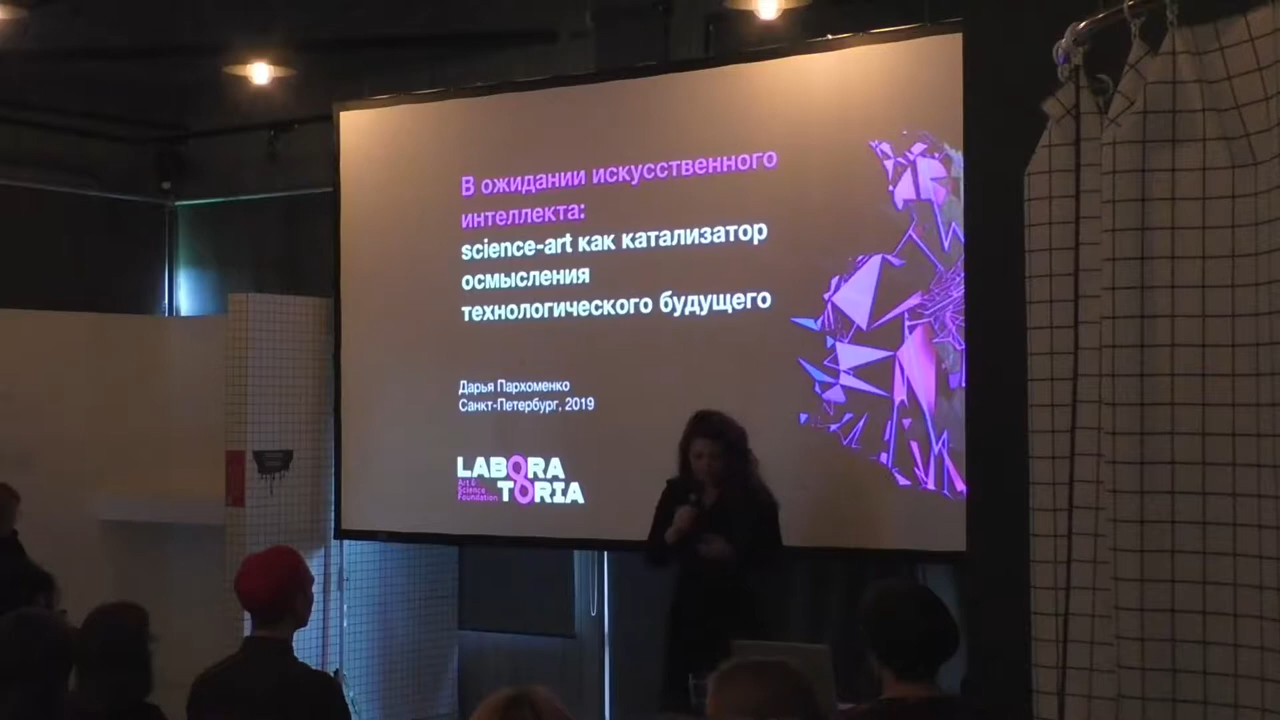 В ожидании искусственного
интеллекта:
science-art как катализатор
осмысления
технологического будущего
Дарья Пархоменко
Санкт-Петербург, 2019
LABORA
Art &
Science
Foundation
TORIA